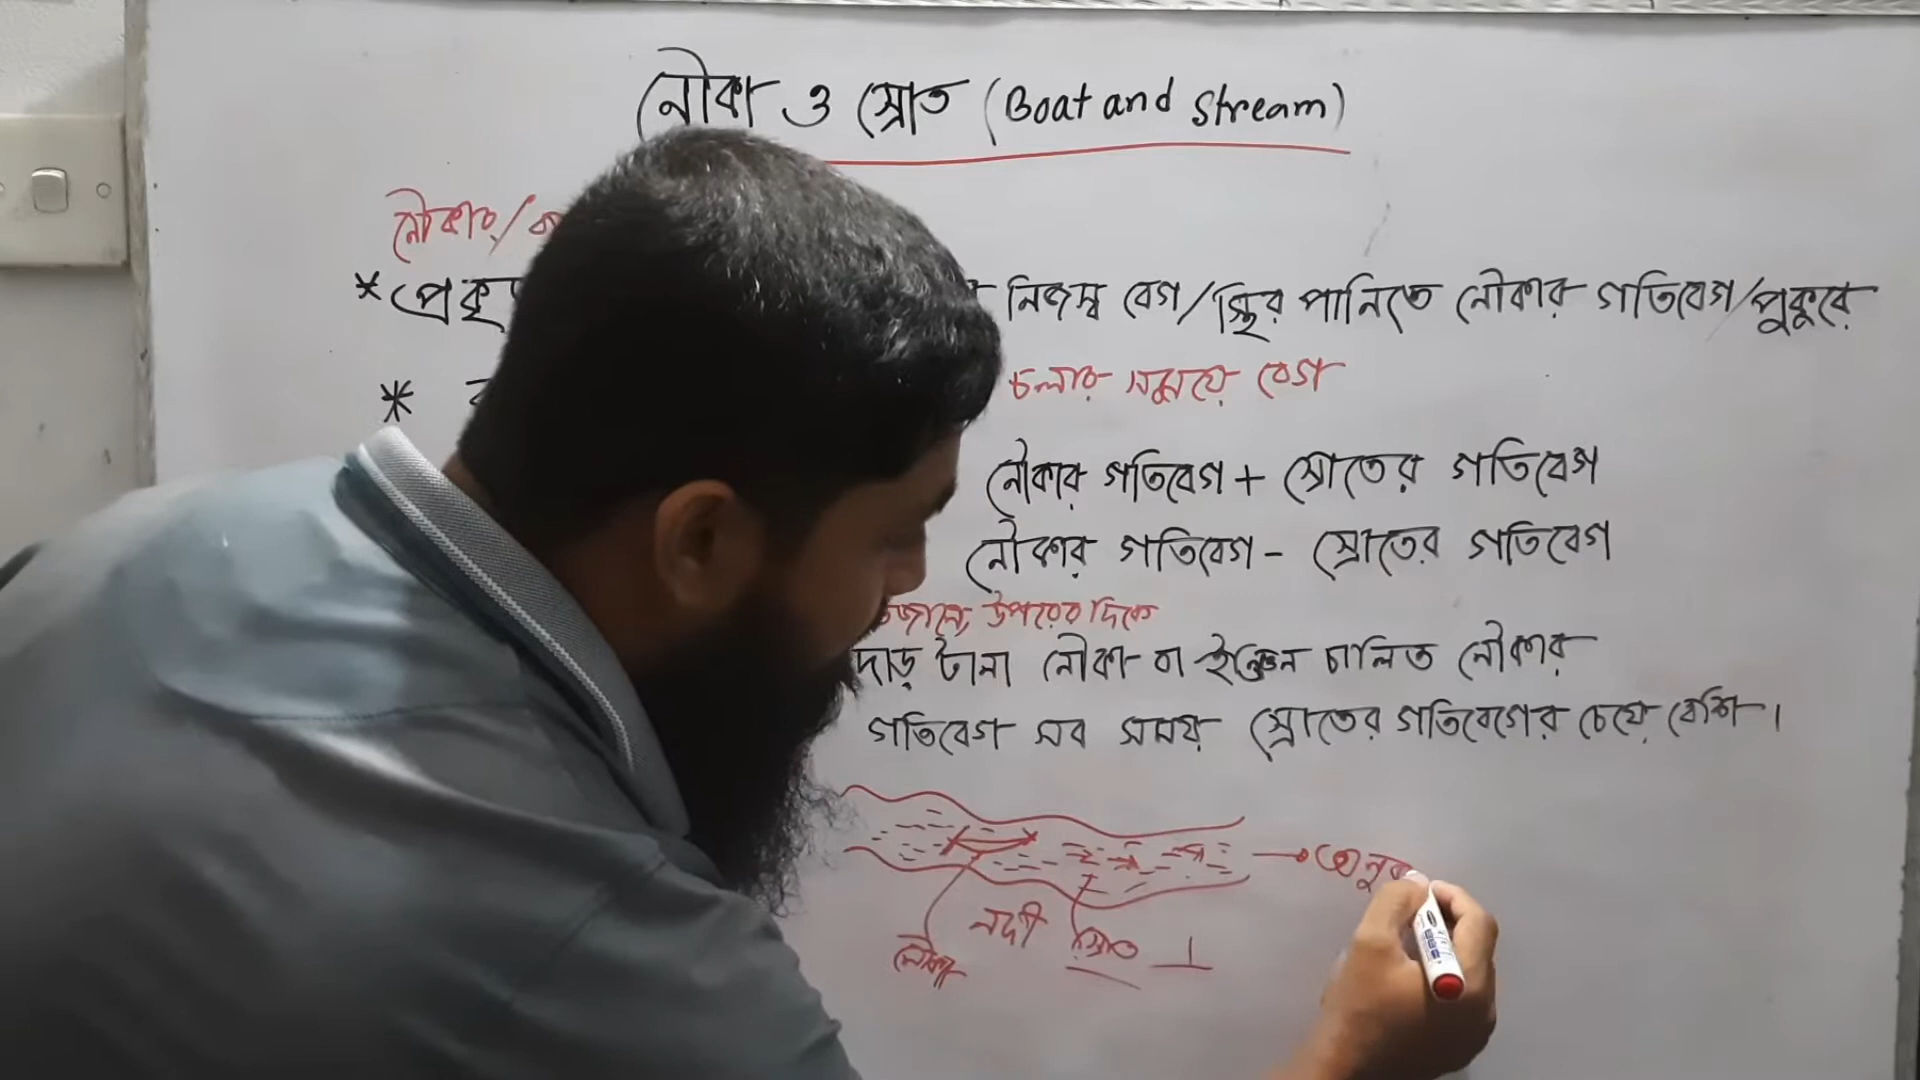 নৌকা ও স্রোত (Boat and Stream)
নৌকার/
*প্রকৃ নিজস্ব বেগ/স্থির পানিতে নৌকার গতিবেগ/পুকুরে
* চলার সময়ে বেগ
নৌকার গতিবেগ + স্রোতের গতিবেগ
নৌকার গতিবেগ - স্রোতের গতিবেগ
উপরের দিকে
দাড় টানা নৌকা বা ইঞ্জেন চালিত নৌকার
গতিবেগ সব সময় স্রোতের গতিবেগের চেয়ে বেশি।
অনুক
নদী স্রোত
নৌকা